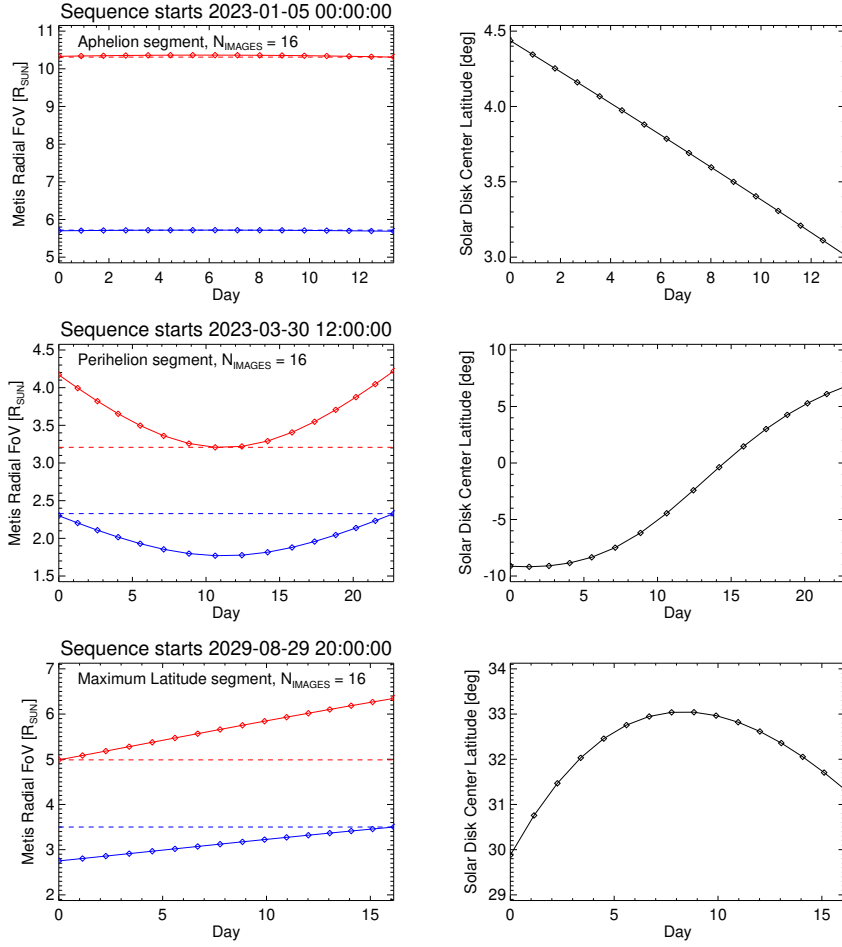 Sequence starts 2023-01-05 00:00:00
Aphelion segment, N_IMAGES = 16
Metis Radial FoV [R_SUN]
11
10
9
8
7
6
5
0 2 4 6 8 10 12
Day
Solar Disk Center Latitude [deg]
4.5
4.0
3.5
3.0
0 2 4 6 8 10 12
Day
Sequence starts 2023-03-30 12:00:00
Perihelion segment, N_IMAGES = 16
Metis Radial FoV [R_SUN]
4.5
4.0
3.5
3.0
2.5
2.0
1.5
0 5 10 15 20
Day
Solar Disk Center Latitude [deg]
10
5
0
-5
-10
0 5 10 15 20
Day
Sequence starts 2029-08-29 20:00:00
Maximum Latitude segment, N_IMAGES = 16
Metis Radial FoV [R_SUN]
7
6
5
4
3
2
0 5 10 15
Day
Solar Disk Center Latitude [deg]
34
33
32
31
30
29
0 5 10 15
Day